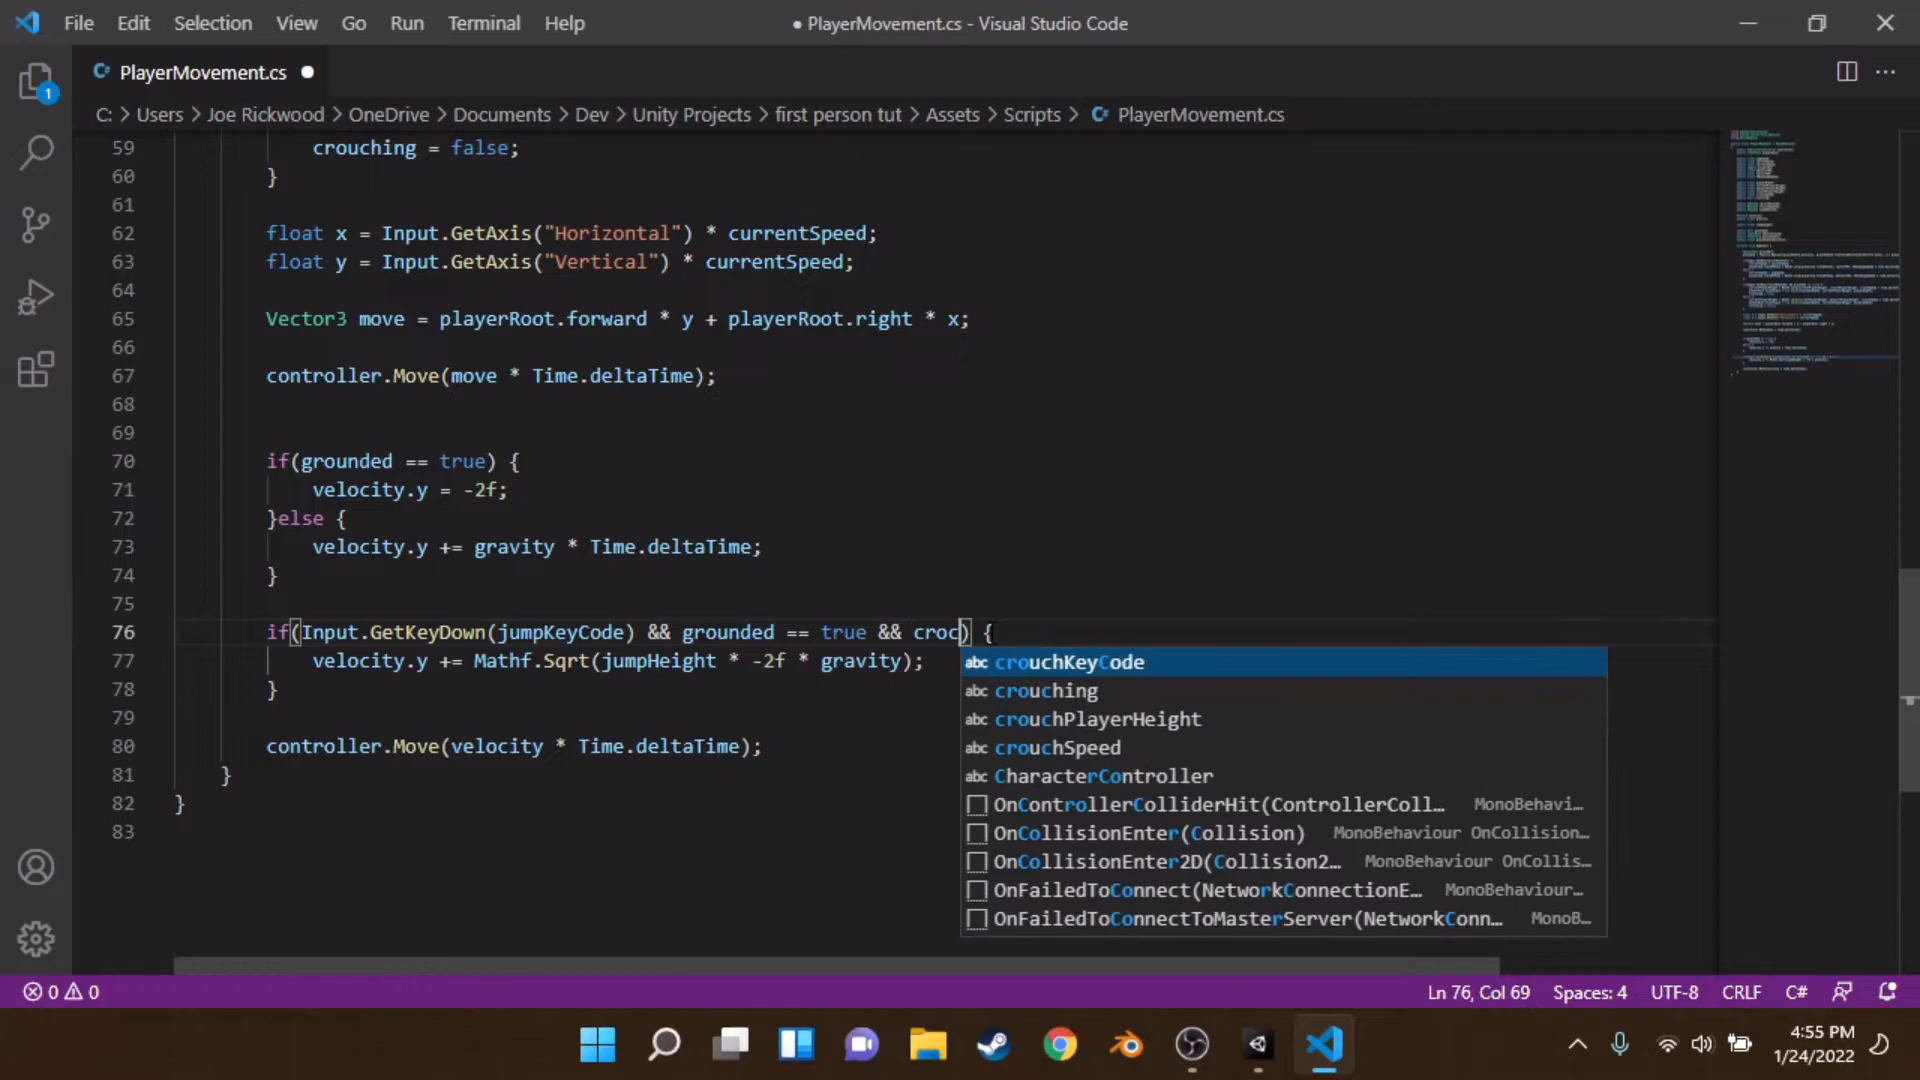 File Edit Selection View Go Run Terminal Help
● PlayerMovement.cs - Visual Studio Code
PlayerMovement.cs
C: > Users > Joe Rickwood > OneDrive > Documents > Dev > Unity Projects > first person tut > Assets > Scripts > PlayerMovement.cs
1
59 crouching = false;
60 }
61
62 float x = Input.GetAxis("Horizontal") * currentSpeed;
63 float y = Input.GetAxis("Vertical") * currentSpeed;
64
65 Vector3 move = playerRoot.forward * y + playerRoot.right * x;
66
67 controller.Move(move * Time.deltaTime);
68
69
70 if(grounded == true) {
71 velocity.y = -2f;
72 }else {
73 velocity.y += gravity * Time.deltaTime;
74 }
75
76 if(Input.GetKeyDown(jumpKeyCode) && grounded == true && croc) {
77 velocity.y += Mathf.Sqrt(jumpHeight * -2f * gravity);
78 }
79
80 controller.Move(velocity * Time.deltaTime);
81 }
82 }
83
abc crouchKeyCode
abc crouching
abc crouchPlayerHeight
abc crouchSpeed
abc CharacterController
OnControllerColliderHit(ControllerColl… MonoBehavi…
OnCollisionEnter(Collision) MonoBehaviour OnCollision…
OnCollisionEnter2D(Collision2… MonoBehaviour OnCollis…
OnFailedToConnect(NetworkConnectionE… MonoBehaviour…
OnFailedToConnectToMasterServer(NetworkConn… MonoB…
0 0
Ln 76, Col 69 Spaces: 4 UTF-8 CRLF C#
4:55 PM
1/24/2022